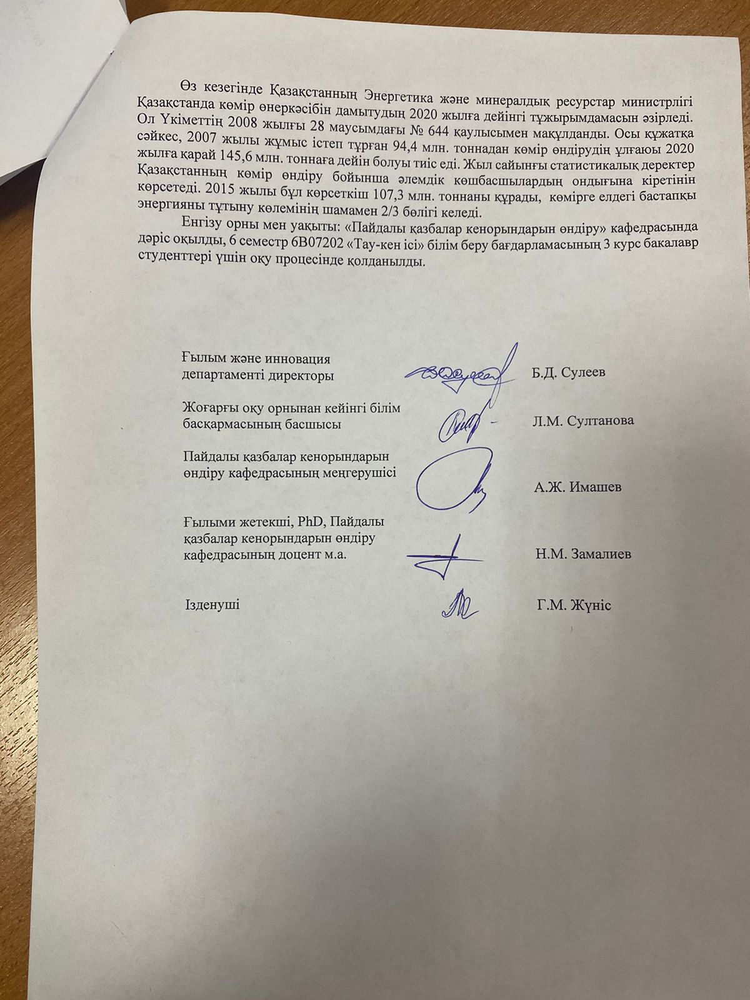 Өз кезегінде Қазақстанның Энергетика және минералдық ресурстар министрлігі
Қазақстанда көмір өнеркәсібін дамытудың 2020 жылға дейінгі тұжырымдамасын әзірледі.
Ол Үкіметтің 2008 жылғы 28 маусымдағы № 644 қаулысымен мақұлданды. Осы құжатқа
сәйкес, 2007 жылы жұмыс істеп тұрған 94,4 млн. тоннадан көмір өндірудің ұлғаюы 2020
жылға қарай 145,6 млн. тоннаға дейін болуы тиіс еді. Жыл сайынғы статистикалық деректер
Қазақстанның көмір өндіру бойынша әлемдік көшбасшылардың ондығына кіретінін
көрсетеді. 2015 жылы бұл көрсеткіш 107,3 млн. тоннаны құрады, көмірге елдегі бастапқы
энергияны тұтыну көлемінің шамамен 2/3 бөлігі келеді.
Енгізу орны мен уақыты: «Пайдалы қазбалар кенорындарын өндіру» кафедрасында
дәріс оқылды, 6 семестр 6В07202 «Тау-кен ісі» білім беру бағдарламасының 3 курс бакалавр
студенттері үшін оқу процесінде қолданылды.
Ғылым және инновация
департаменті директоры Б.Д. Сулеев
Жоғарғы оқу орнынан кейінгі білім
басқармасының басшысы Л.М. Султанова
Пайдалы қазбалар кенорындарын
өндіру кафедрасының меңгерушісі
А.Ж. Имашев
Ғылыми жетекші, PhD, Пайдалы
қазбалар кенорындарын өндіру
кафедрасының доцент м.а. Н.М. Замалиев
Ізденуші Г.М. Жүніс